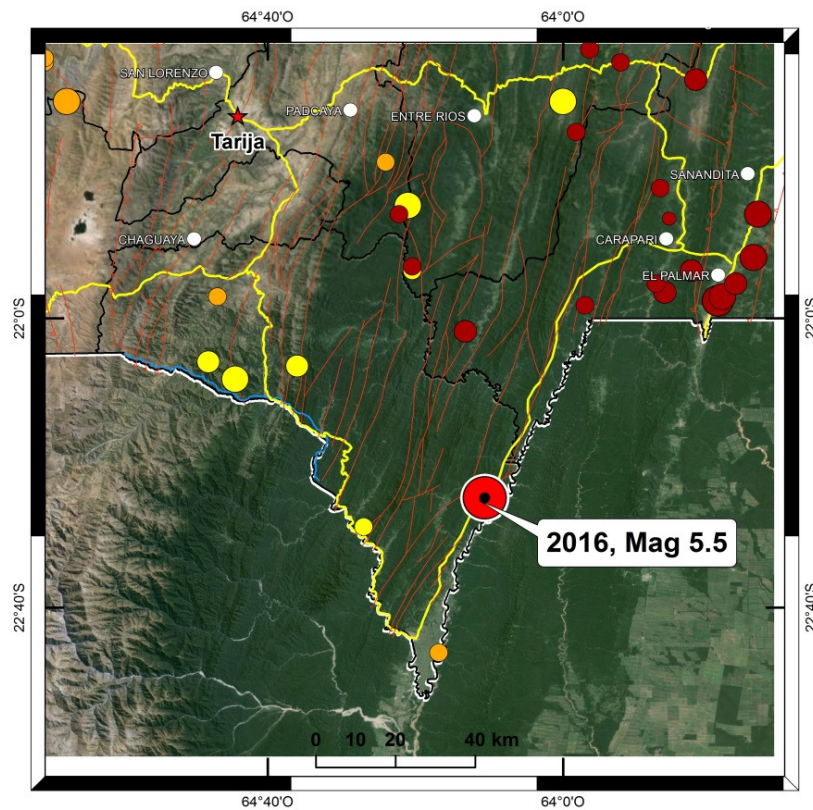 64°40'O
64°0'O
SAN LORENZO
PADCAYA
ENTRE RIOS
Tarija
SANANDITA
CHAGUAYA
CARAPARI
EL PALMAR
22°0'S
22°0'S
2016, Mag 5.5
22°40'S
22°40'S
0 10 20 40 km
64°40'O
64°0'O